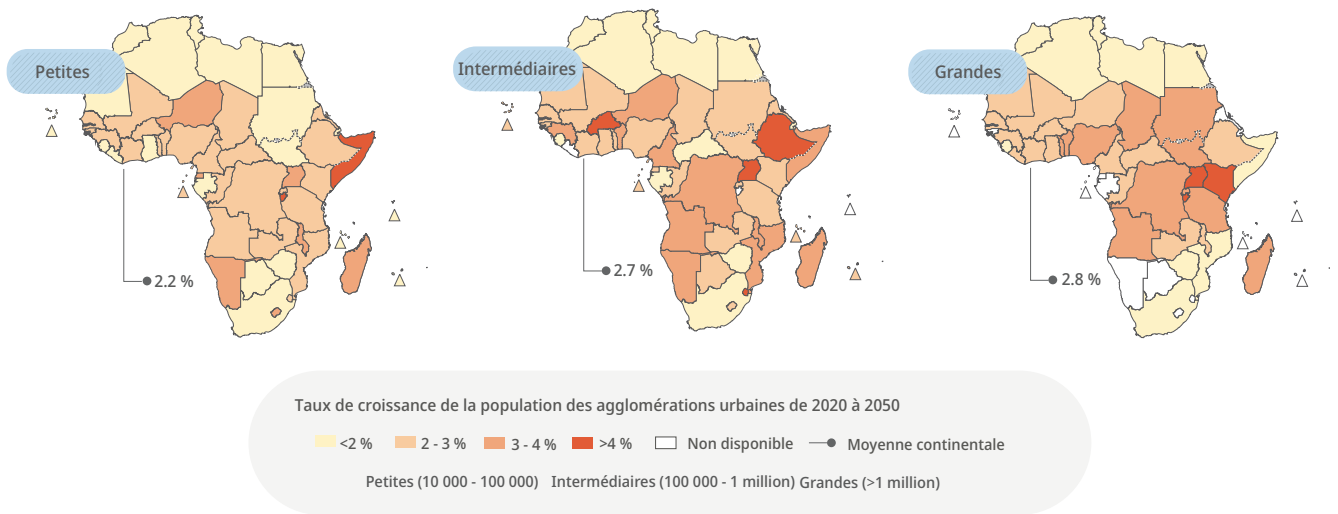 Petites
Intermédiaires
Grandes
2.2 %
2.7 %
2.8 %
Taux de croissance de la population des agglomérations urbaines de 2020 à 2050
<2 %
2 - 3 %
3 - 4 %
>4 %
Non disponible
Moyenne continentale
Petites (10 000 - 100 000) Intermédiaires (100 000 - 1 million) Grandes (>1 million)